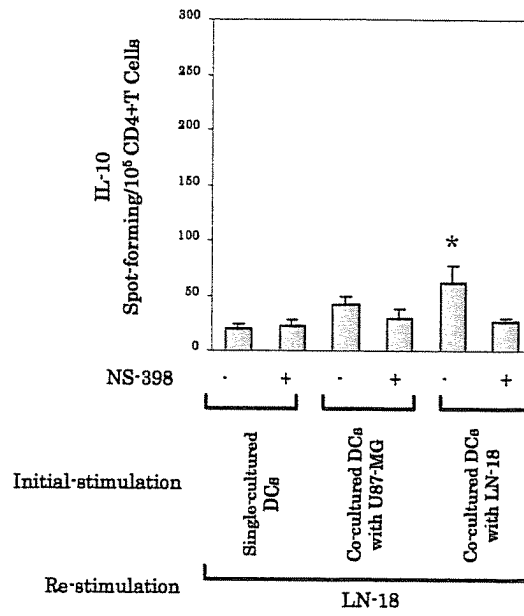 IL-10
Spot-forming/10⁵ CD4+T Cells
300
250
200
150
100
50
0
*
NS-398 - + - + - +
Initial-stimulation
Single-cultured
DCs
Co-cultured DCs
with U87-MG
Co-cultured DCs
with LN-18
Re-stimulation
LN-18